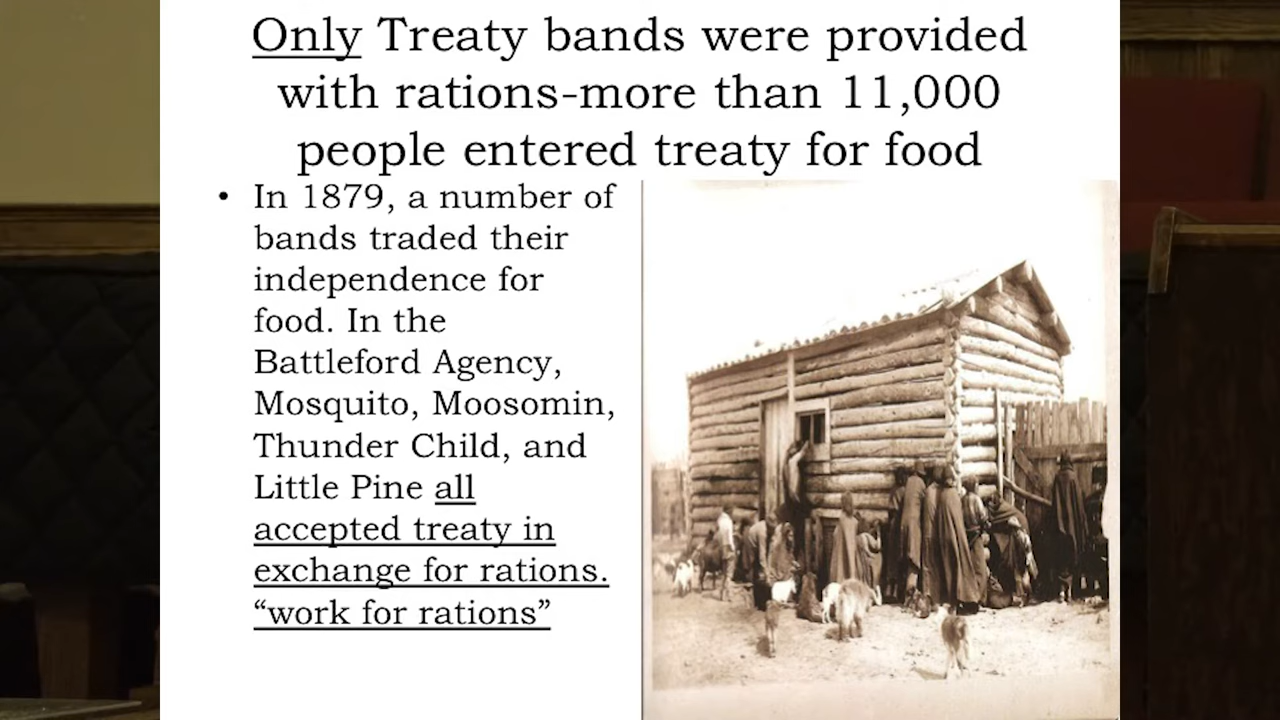 Only Treaty bands were provided
with rations-more than 11,000
people entered treaty for food
• In 1879, a number of
bands traded their
independence for
food. In the
Battleford Agency,
Mosquito, Moosomin,
Thunder Child, and
Little Pine all
accepted treaty in
exchange for rations.
“work for rations”